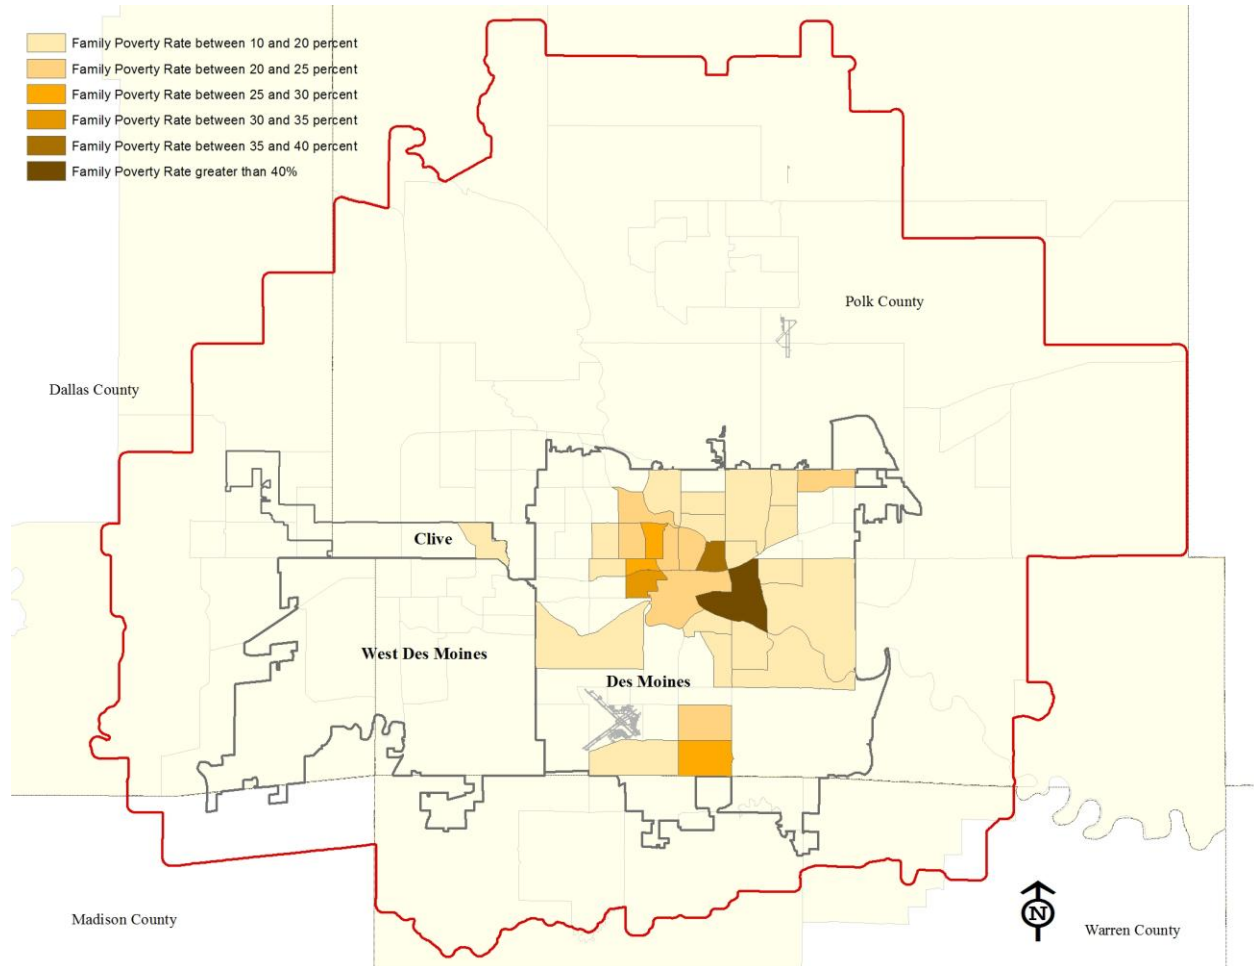 Family Poverty Rate between 10 and 20 percent
Family Poverty Rate between 20 and 25 percent
Family Poverty Rate between 25 and 30 percent
Family Poverty Rate between 30 and 35 percent
Family Poverty Rate between 35 and 40 percent
Family Poverty Rate greater than 40%
Polk County
Dallas County
Clive
West Des Moines
Des Moines
N
Madison County
Warren County